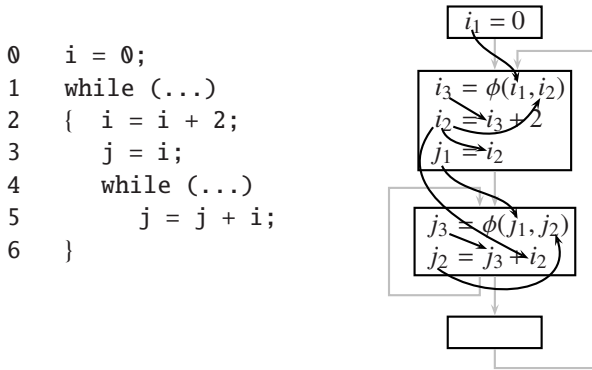 0 i = 0;
1 while (...)
2 { i = i + 2;
3 j = i;
4 while (...)
5 j = j + i;
6 }
i₁ = 0
i₃ = ϕ(i₁, i₂)
i₂ = i₃ + 2
j₁ = i₂
j₃ = ϕ(j₁, j₂)
j₂ = j₃ + i₂